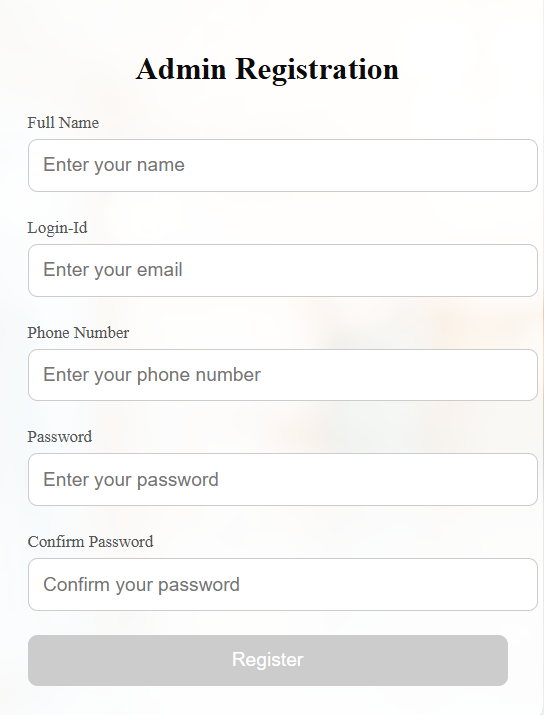 Admin Registration
Full Name
Enter your name
Login-Id
Enter your email
Phone Number
Enter your phone number
Password
Enter your password
Confirm Password
Confirm your password
Register